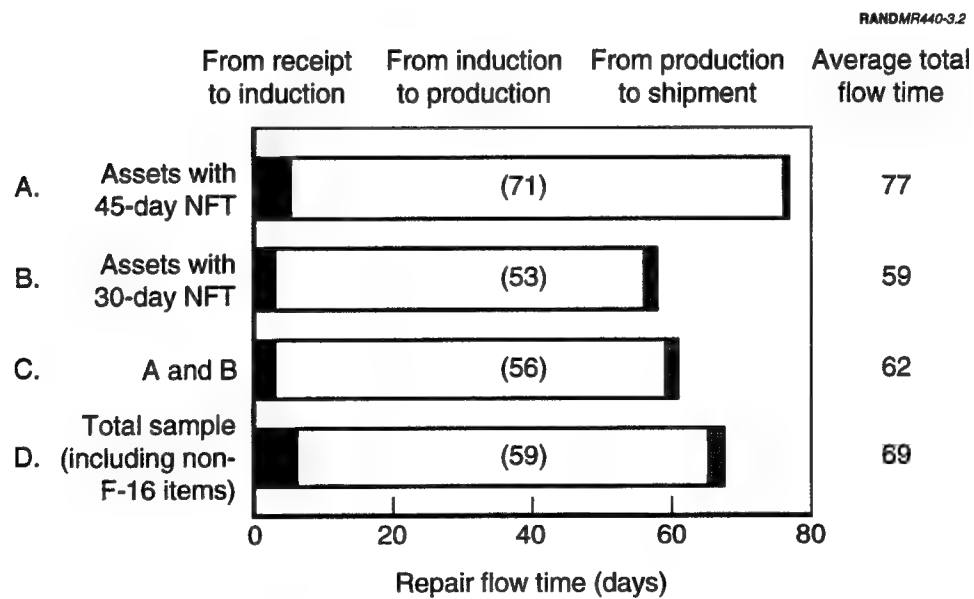 RANDMR440-3.2
From receipt to induction
From induction to production
From production to shipment
Average total flow time
A. Assets with 45-day NFT (71) 77
B. Assets with 30-day NFT (53) 59
C. A and B (56) 62
D. Total sample (including non-F-16 items) (59) 69
0 20 40 60 80
Repair flow time (days)